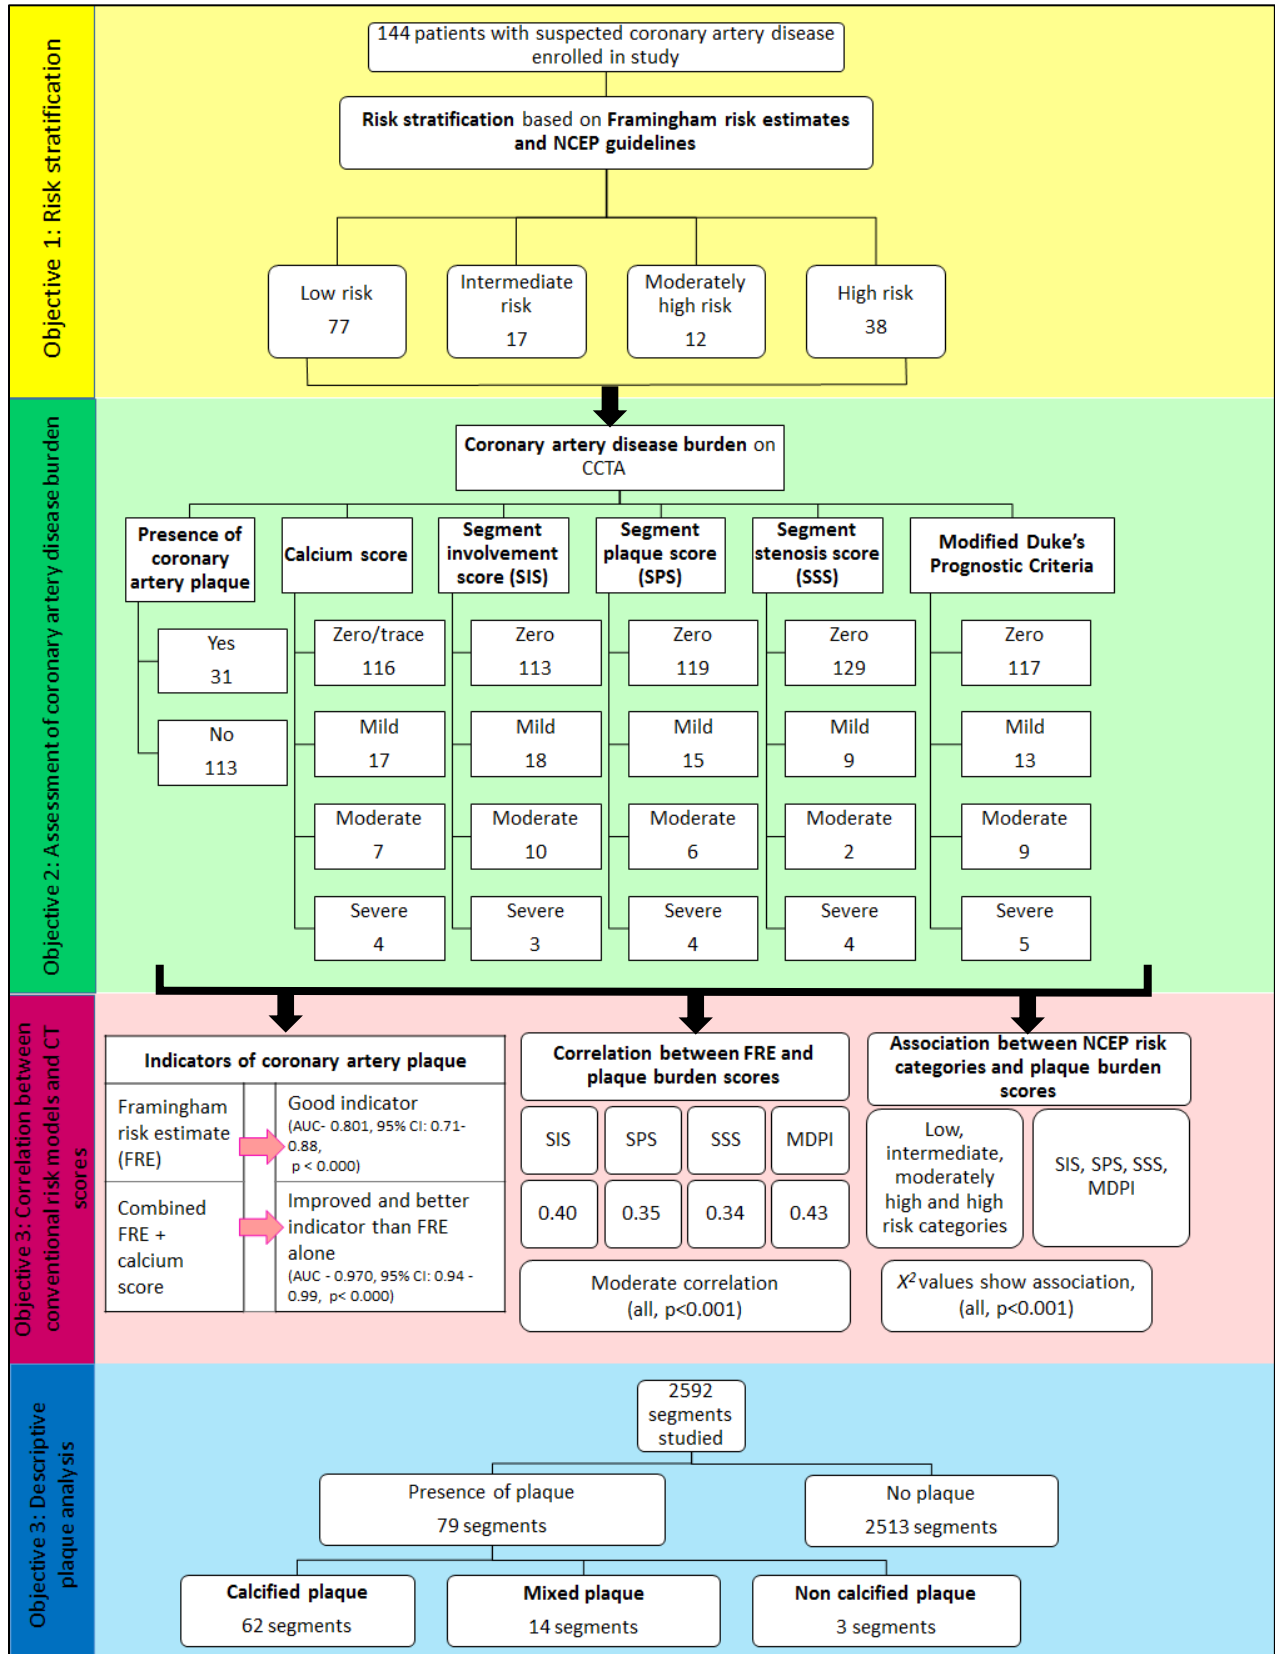 Objective 1: Risk stratification
144 patients with suspected coronary artery disease
enrolled in study
Risk stratification based on Framingham risk estimates
and NCEP guidelines
Low risk
77
Intermediate
risk
17
Moderately
high risk
12
High risk
38
Objective 2: Assessment of coronary artery disease burden
Coronary artery disease burden on
CCTA
Presence of
coronary
artery plaque
Yes
31
No
113
Calcium score
Zero/trace
116
Mild
17
Moderate
7
Severe
4
Segment
involvement
score (SIS)
Zero
113
Mild
18
Moderate
10
Severe
3
Segment
plaque score
(SPS)
Zero
119
Mild
15
Moderate
6
Severe
4
Segment
stenosis score
(SSS)
Zero
129
Mild
9
Moderate
2
Severe
4
Modified Duke's
Prognostic Criteria
Zero
117
Mild
13
Moderate
9
Severe
5
Objective 3: Correlation between
conventional risk models and CT
scores
Indicators of coronary artery plaque
Framingham
risk estimate
(FRE)
Good indicator
(AUC- 0.801, 95% CI: 0.71-
0.88,
p < 0.000)
Combined
FRE +
calcium
score
Improved and better
indicator than FRE
alone
(AUC - 0.970, 95% CI: 0.94 -
0.99, p< 0.000)
Correlation between FRE and
plaque burden scores
SIS
SPS
SSS
MDPI
0.40
0.35
0.34
0.43
Moderate correlation
(all, p<0.001)
Association between NCEP risk
categories and plaque burden
scores
Low,
intermediate,
moderately
high and high
risk categories
SIS, SPS, SSS,
MDPI
X² values show association,
(all, p<0.001)
Objective 3: Descriptive
plaque analysis
2592
segments
studied
Presence of plaque
79 segments
No plaque
2513 segments
Calcified plaque
62 segments
Mixed plaque
14 segments
Non calcified plaque
3 segments